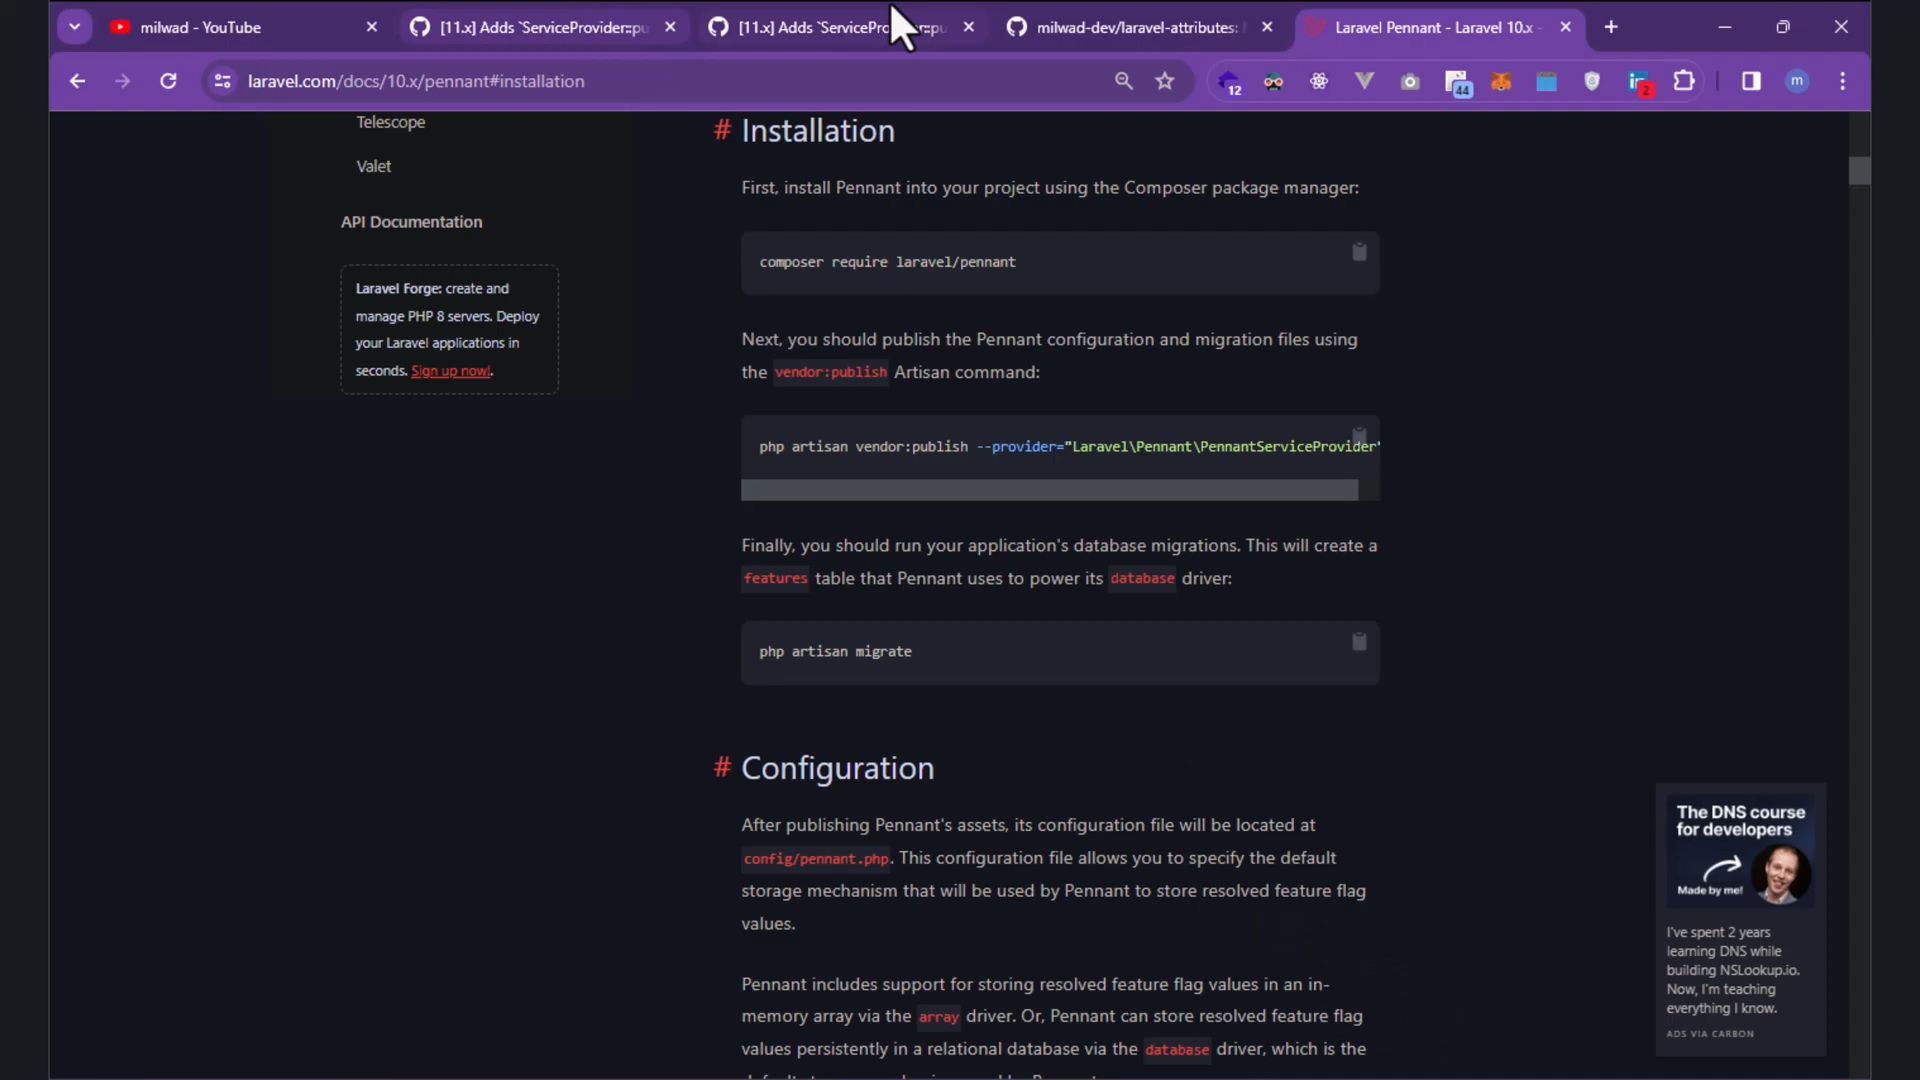 milwad - YouTube
[11.x] Adds `ServiceProvider::pu
[11.x] Adds `ServicePro
milwad-dev/laravel-attributes:
Laravel Pennant - Laravel 10.x -
laravel.com/docs/10.x/pennant#installation
12
44
2
m
Telescope
Valet
API Documentation
Laravel Forge: create and
manage PHP 8 servers. Deploy
your Laravel applications in
seconds. Sign up now!.
# Installation
First, install Pennant into your project using the Composer package manager:
composer require laravel/pennant
Next, you should publish the Pennant configuration and migration files using
the vendor:publish Artisan command:
php artisan vendor:publish --provider="Laravel\Pennant\PennantServiceProvider"
Finally, you should run your application's database migrations. This will create a
features table that Pennant uses to power its database driver:
php artisan migrate
# Configuration
After publishing Pennant's assets, its configuration file will be located at
config/pennant.php. This configuration file allows you to specify the default
storage mechanism that will be used by Pennant to store resolved feature flag
values.
Pennant includes support for storing resolved feature flag values in an in-
memory array via the array driver. Or, Pennant can store resolved feature flag
values persistently in a relational database via the database driver, which is the
The DNS course
for developers
Made by me!
I've spent 2 years
learning DNS while
building NSLookup.io.
Now, I'm teaching
everything I know.
ADS VIA CARBON